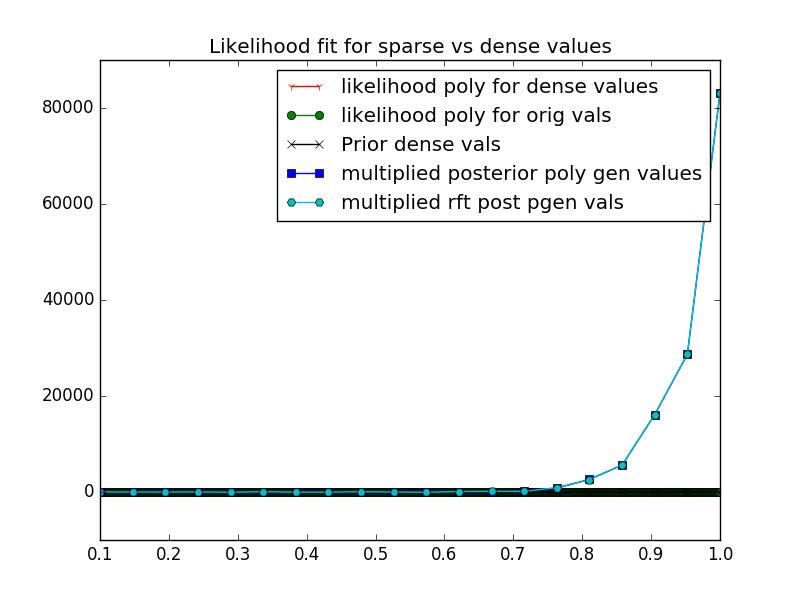 Likelihood fit for sparse vs dense values
likelihood poly for dense values
likelihood poly for orig vals
Prior dense vals
multiplied posterior poly gen values
multiplied rft post pgen vals
80000
60000
40000
20000
0
0.1 0.2 0.3 0.4 0.5 0.6 0.7 0.8 0.9 1.0